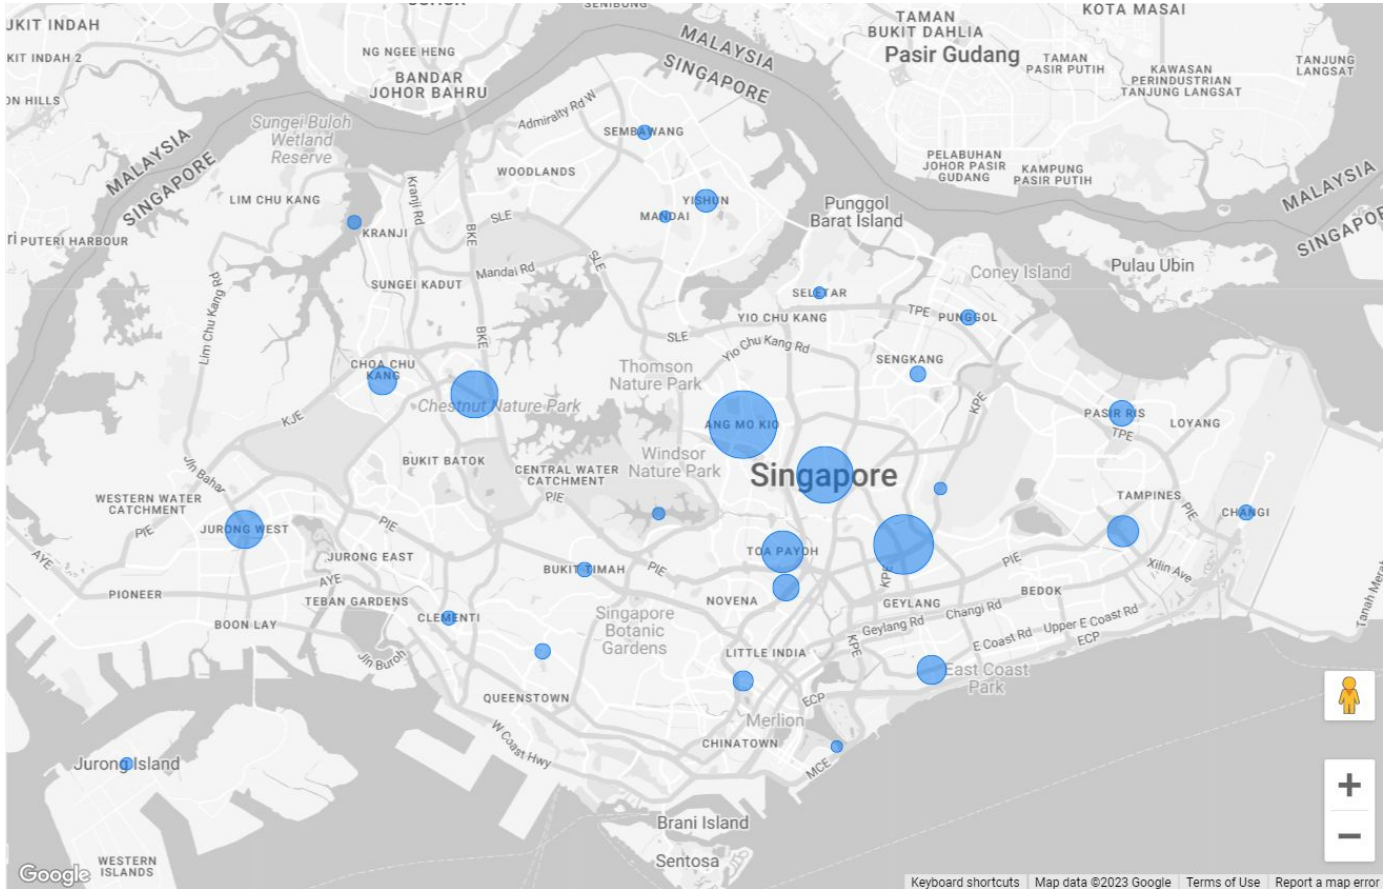 JKIT INDAH
SENIBUNG
KOTA MASAI
TAMAN
BUKIT DAHLIA
MALAYSIA
SINGAPORE
NG NGEE HENG
Pasir Gudang
TAMAN
PASIR PUTIH
TANJUNG
LANGSAT
KIT INDAH 2
BANDAR
JOHOR BAHRU
KAWASAN
PERINDUSTRIAN
TANJUNG LANGSAT
ON HILLS
Admiralty Rd W
Sungei Buloh
Wetland
Reserve
SEMBAWANG
MALAYSIA
SINGAPORE
PELABUHAN
JOHOR PASIR
GUDANG
KAMPUNG
PASIR PUTIH
WOODLANDS
MALAYSIA
SINGAPORE
LIM CHU KANG
Kranji Rd
YISHUN
MANDAI
SLE
Punggol
Barat Island
KRANJI
BKE
ri PUTERI HARBOUR
SLE
Mandai Rd
SUNGEI KADUT
Coney Island
Pulau Ubin
SELETAR
Lim Chu Kang Rd
YIO CHU KANG
TPE
PUNGGOL
BKE
SLE
Yio Chu Kang Rd
CHOA CHU
KANG
Thomson
Nature Park
SENGKANG
Chestnut Nature Park
KPE
KJE
ANG MO KIO
PASIR RIS
TPE
LOYANG
Jln Bahar
BUKIT BATOK
Windsor
Nature Park
CENTRAL WATER
CATCHMENT
Singapore
WESTERN WATER
CATCHMENT
PIE
TAMPINES
PIE
CHANGI
PIE
JURONG WEST
PIE
AYE
JURONG EAST
TOA PAYOH
PIE
BUKIT TIMAH
PIE
KPE
Xilin Ave
AYE
PIONEER
TEBAN GARDENS
NOVENA
GEYLANG
BEDOK
Tanah Merah
Changi Rd
CLEMENTI
Singapore
Botanic
Gardens
BOON LAY
Geylang Rd
Upper E Coast Rd
E Coast Rd
ECP
Jln Buroh
LITTLE INDIA
KPE
East Coast
Park
QUEENSTOWN
ECP
Merlion
W Coast Hwy
CHINATOWN
MCE
Jurong Island
Brani Island
Sentosa
WESTERN
ISLANDS
Google
Keyboard shortcuts
Map data ©2023 Google
Terms of Use
Report a map error